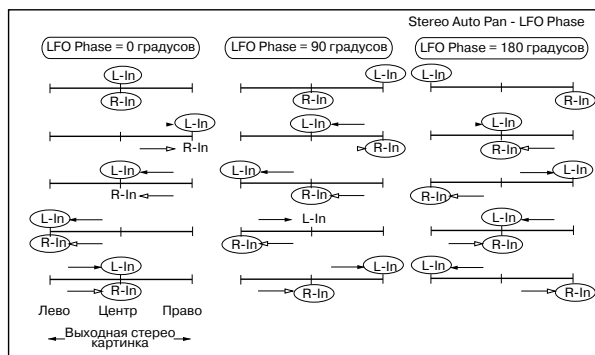 Stereo Auto Pan - LFO Phase
LFO Phase = 0 градусов
LFO Phase = 90 градусов
LFO Phase = 180 градусов
L-In
R-In
L-In
R-In
L-In
R-In
L-In
R-In
L-In
R-In
L-In
R-In
L-In
R-In
L-In
R-In
L-In
R-In
L-In
R-In
L-In
R-In
L-In
R-In
L-In
R-In
L-In
R-In
L-In
R-In
Лево
Центр
Право
Выходная стерео
картинка